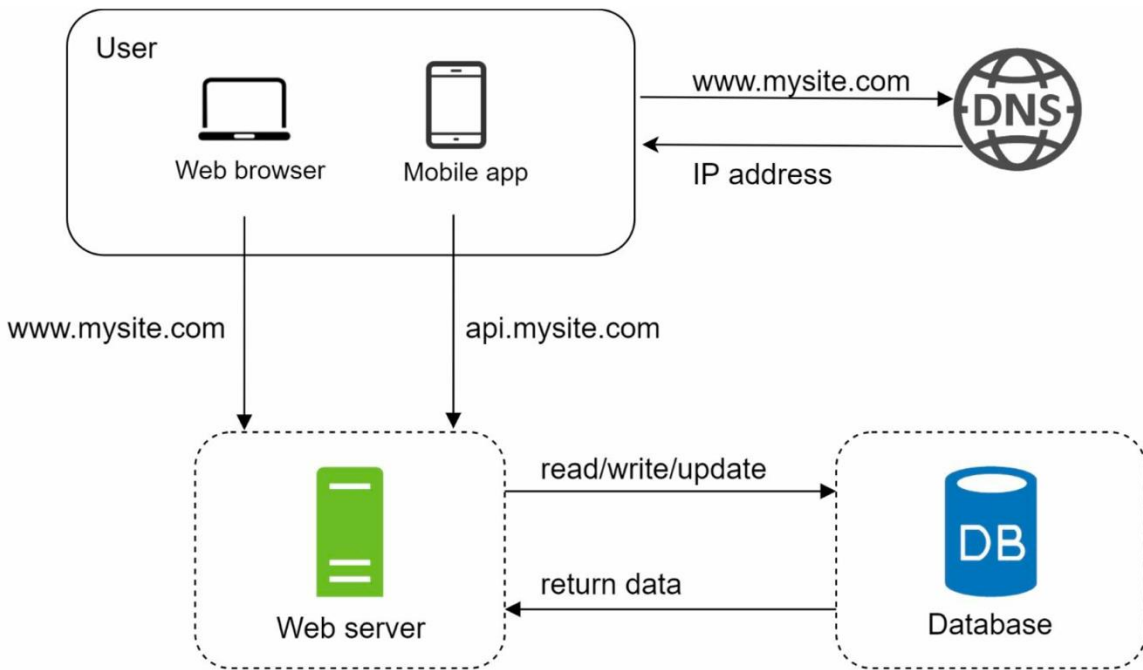 User
Web browser
Mobile app
www.mysite.com
DNS
IP address
www.mysite.com
api.mysite.com
Web server
read/write/update
return data
DB
Database